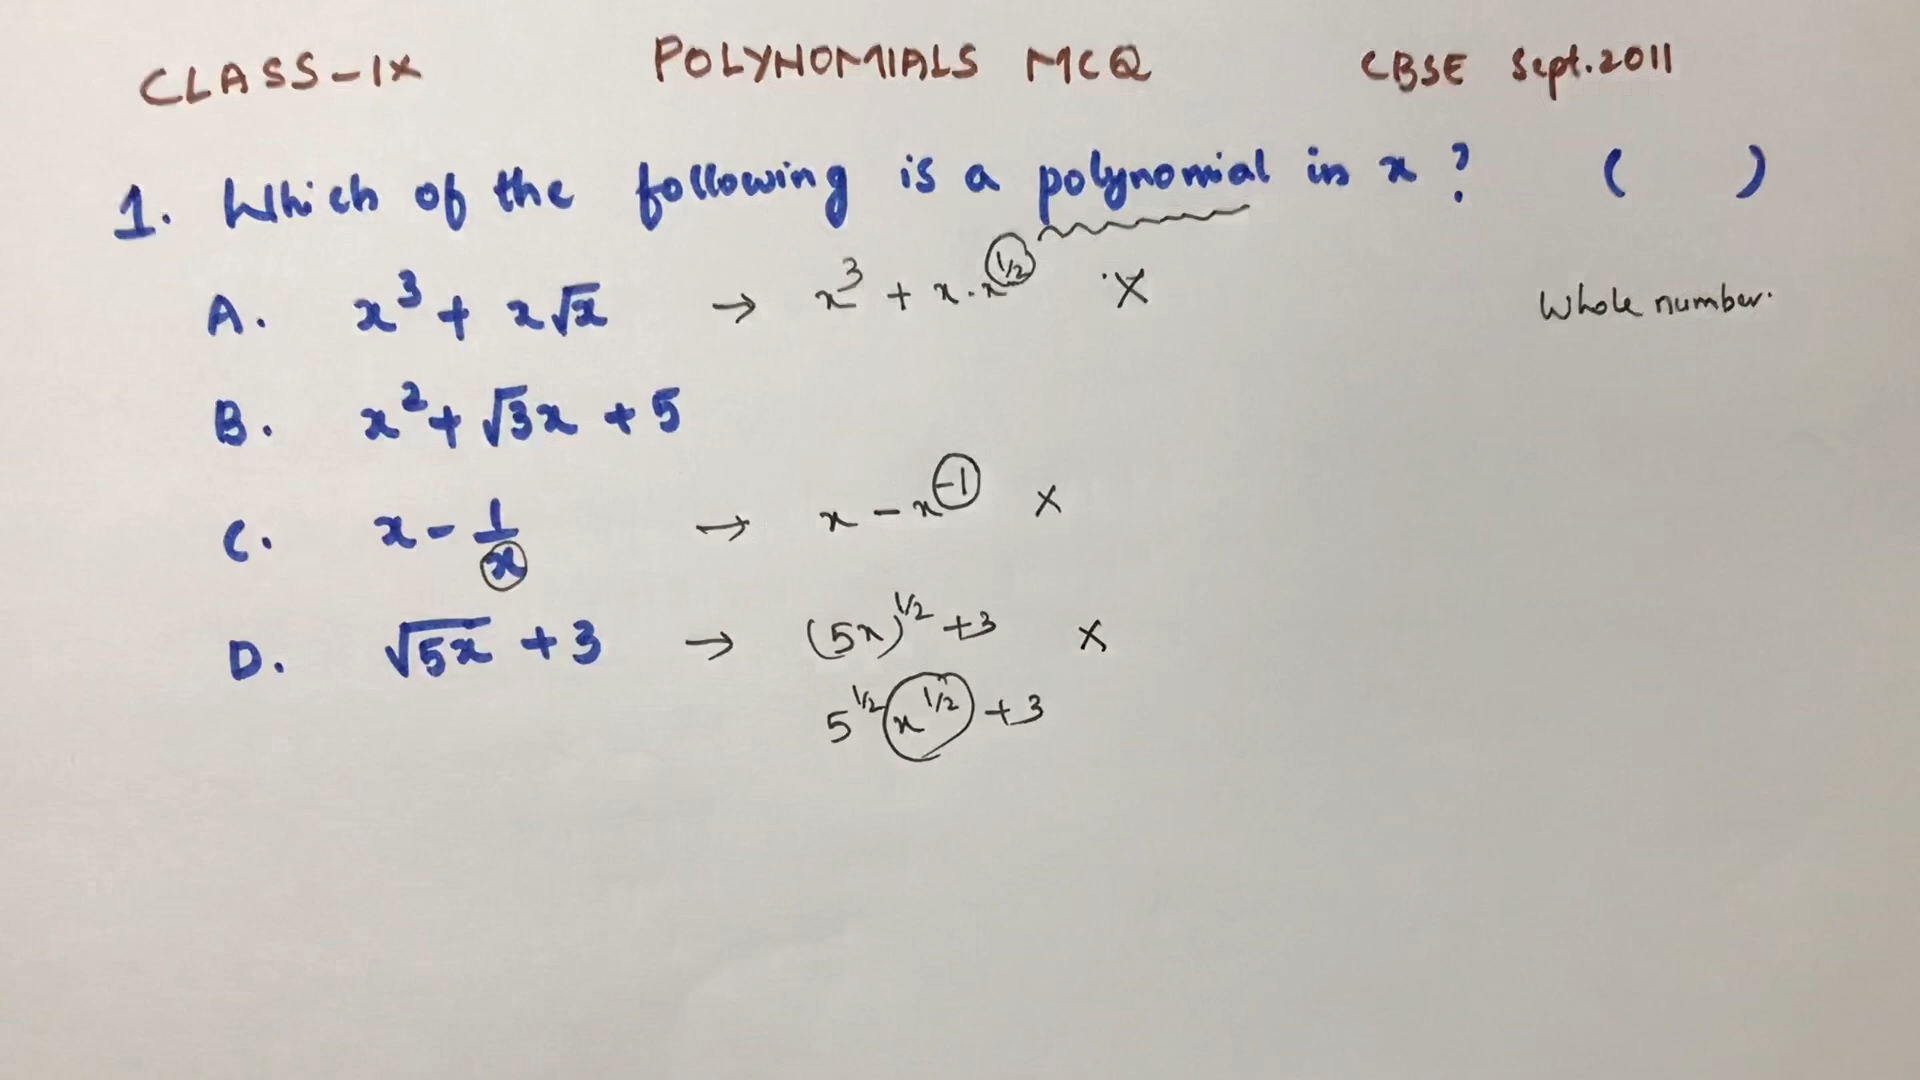 CLASS-IX POLYNOMIALS MCQ CBSE Sept.2011
1. Which of the following is a polynomial in x? ( )
A. x³ + x√x → x³ + x·x^(1/2) × Whole number.
B. x² + √3x + 5
C. x - 1/x → x - x^(-1) ×
D. √(5x) + 3 → (5x)^(1/2) + 3 ×
5^(1/2) x^(1/2) + 3